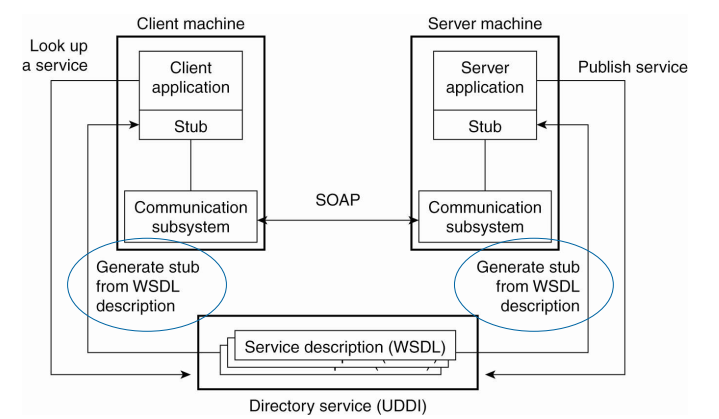 Client machine
Server machine
Look up
a service
Client
application
Stub
Server
application
Stub
Publish service
SOAP
Communication
subsystem
Communication
subsystem
Generate stub
from WSDL
description
Generate stub
from WSDL
description
Service description (WSDL)
Directory service (UDDI)